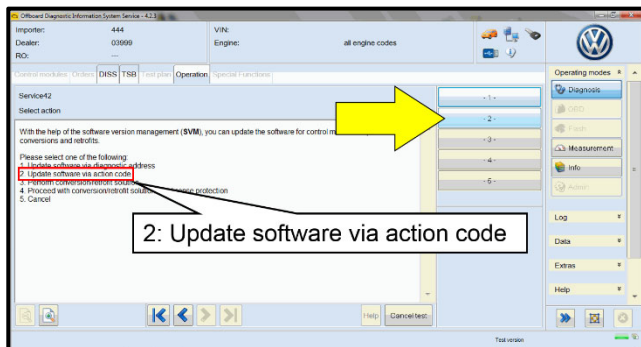 Offboard Diagnostic Information System Service - 4.2.3
Importer: 444 VIN:
Dealer: 03999 Engine: all engine codes
RO: ---
Control modules Orders DISS TSB Test plan Operation Special Functions
Operating modes
Service42
Select action
With the help of the software version management (SVM), you can update the software for control
conversions and retrofits.
Please select one of the following:
1. Update software via diagnostic address
2. Update software via action code
3. Perform conversion/retrofit
4. Proceed with conversion/retrofit protection
5. Cancel
- 1 -
- 2 -
- 3 -
- 4 -
- 5 -
Diagnosis
OBD
Flash
Measurement
Info
Admin
Log
Data
Extras
Help
2: Update software via action code
Help
Cancel test
Test version